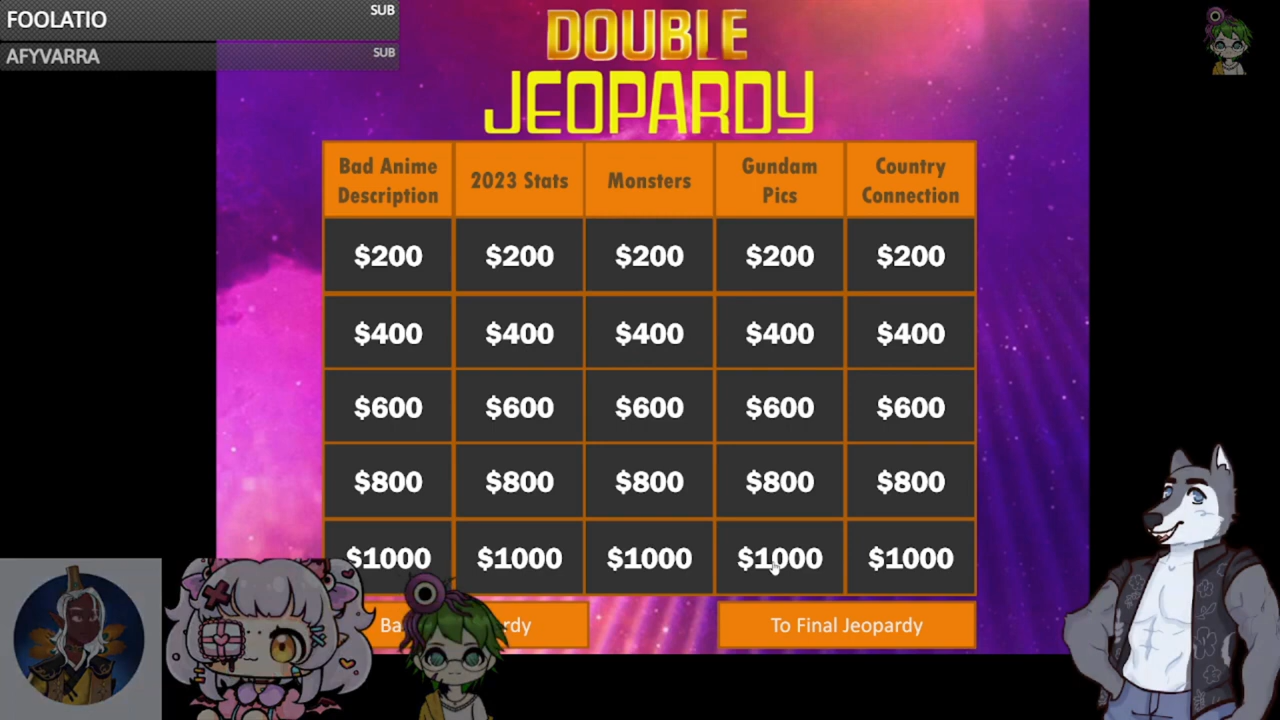 FOOLATIO SUB
AFYVARRA SUB
DOUBLE
JEOPARDY
Bad Anime Description
2023 Stats
Monsters
Gundam Pics
Country Connection
$200 $200 $200 $200 $200
$400 $400 $400 $400 $400
$600 $600 $600 $600 $600
$800 $800 $800 $800 $800
$1000 $1000 $1000 $1000 $1000
To Final Jeopardy